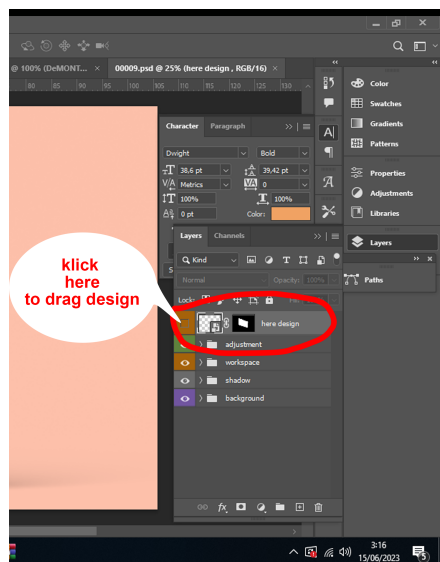 @ 100% (DeMONT... ×
00009.psd @ 25% (here design , RGB/16) ×
80 85 90 95 100 105 110 115 120 125 130
Character Paragraph
Dwight Bold
38,6 pt 39,42 pt
Metrics 0
100% 100%
0 pt Color:
Layers Channels
Kind
Normal Opacity: 100%
Lock:
here design
adjustment
workspace
shadow
background
klick
here
to drag design
Color
Swatches
Gradients
Patterns
Properties
Adjustments
Libraries
Layers
Paths
3:16
15/06/2023
5